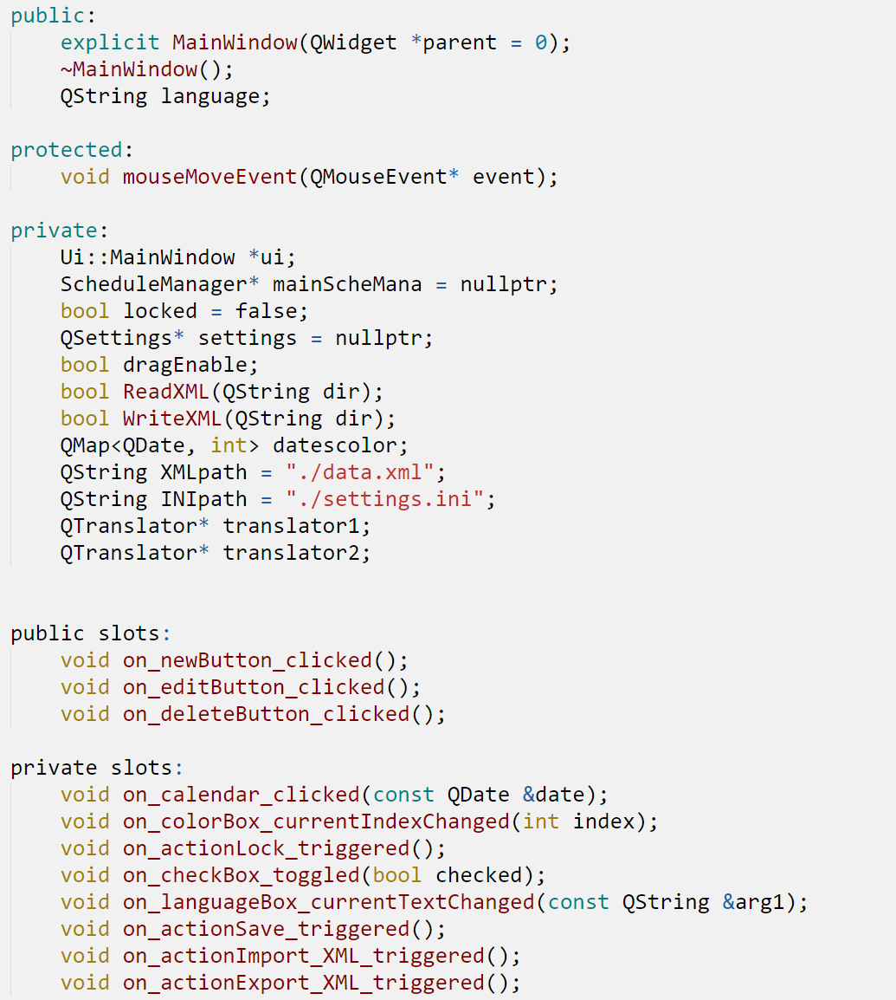 public:
    explicit MainWindow(QWidget *parent = 0);
    ~MainWindow();
    QString language;

protected:
    void mouseMoveEvent(QMouseEvent* event);

private:
    Ui::MainWindow *ui;
    ScheduleManager* mainScheMana = nullptr;
    bool locked = false;
    QSettings* settings = nullptr;
    bool dragEnable;
    bool ReadXML(QString dir);
    bool WriteXML(QString dir);
    QMap<QDate, int> datescolor;
    QString XMLpath = "./data.xml";
    QString INIpath = "./settings.ini";
    QTranslator* translator1;
    QTranslator* translator2;

public slots:
    void on_newButton_clicked();
    void on_editButton_clicked();
    void on_deleteButton_clicked();

private slots:
    void on_calendar_clicked(const QDate &date);
    void on_colorBox_currentIndexChanged(int index);
    void on_actionLock_triggered();
    void on_checkBox_toggled(bool checked);
    void on_languageBox_currentTextChanged(const QString &arg1);
    void on_actionSave_triggered();
    void on_actionImport_XML_triggered();
    void on_actionExport_XML_triggered();